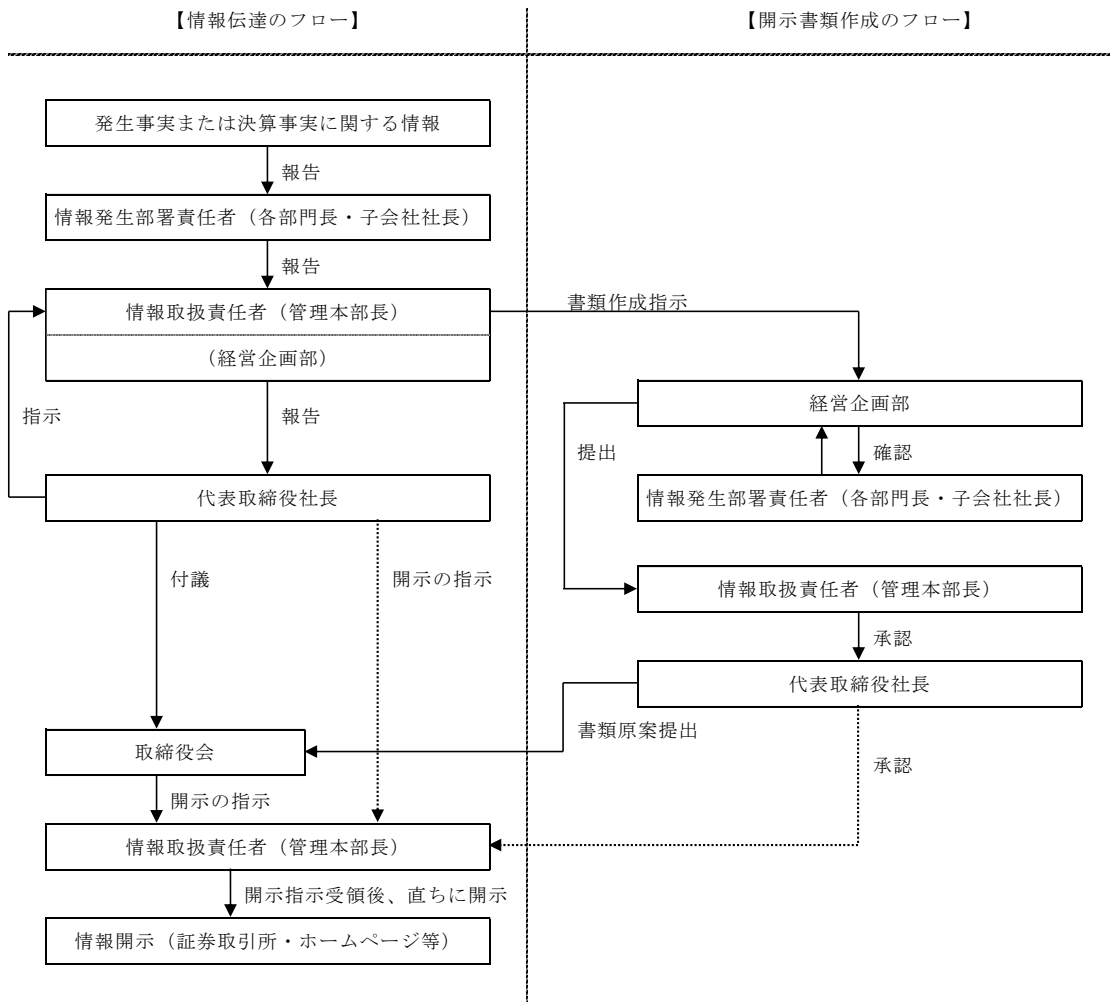 【情報伝達のフロー】
【開示書類作成のフロー】
発生事実または決算事実に関する情報
報告
情報発生部署責任者（各部門長・子会社社長）
報告
情報取扱責任者（管理本部長）
（経営企画部）
書類作成指示
指示
報告
経営企画部
提出
確認
代表取締役社長
情報発生部署責任者（各部門長・子会社社長）
付議
開示の指示
情報取扱責任者（管理本部長）
承認
代表取締役社長
書類原案提出
取締役会
承認
開示の指示
情報取扱責任者（管理本部長）
開示指示受領後、直ちに開示
情報開示（証券取引所・ホームページ等）